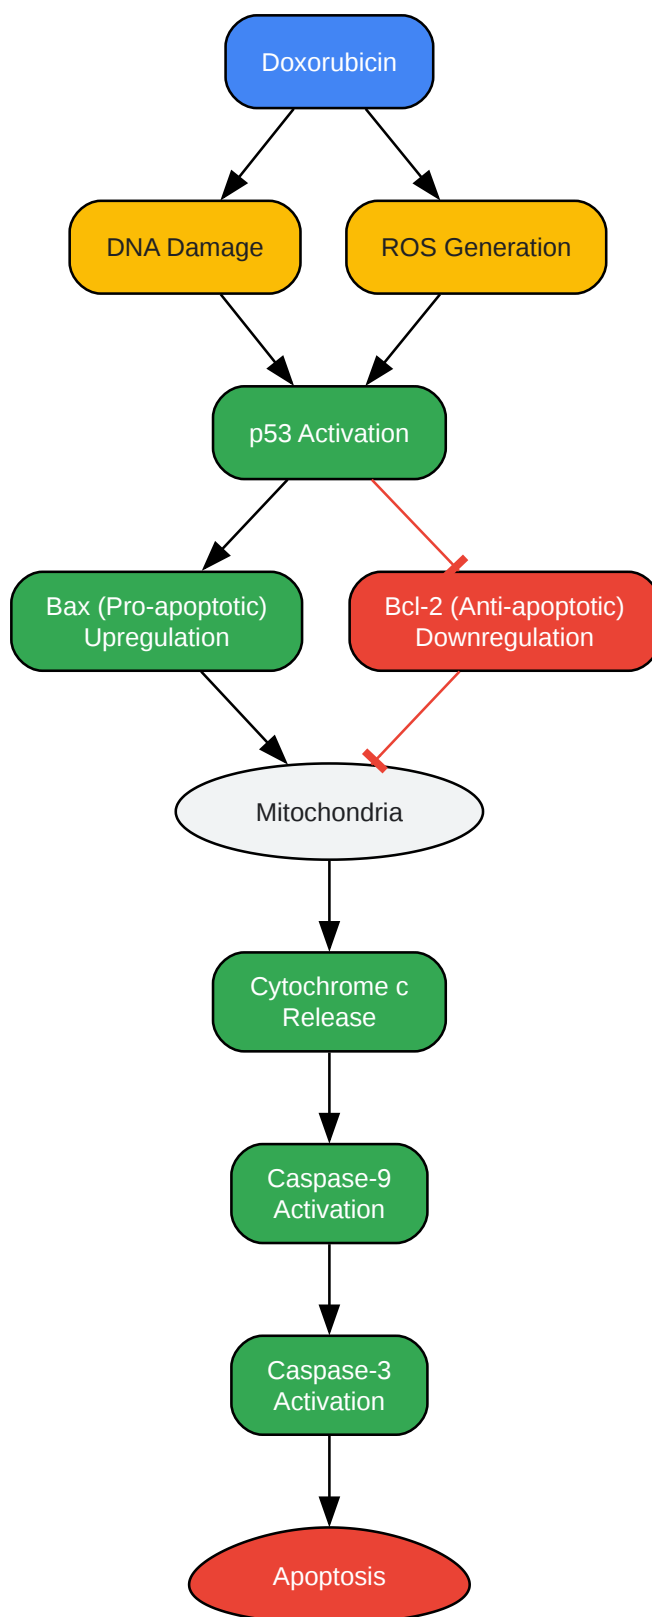 Doxorubicin
DNA Damage
ROS Generation
p53 Activation
Bax (Pro-apoptotic)
Upregulation
Bcl-2 (Anti-apoptotic)
Downregulation
Mitochondria
Cytochrome c
Release
Caspase-9
Activation
Caspase-3
Activation
Apoptosis